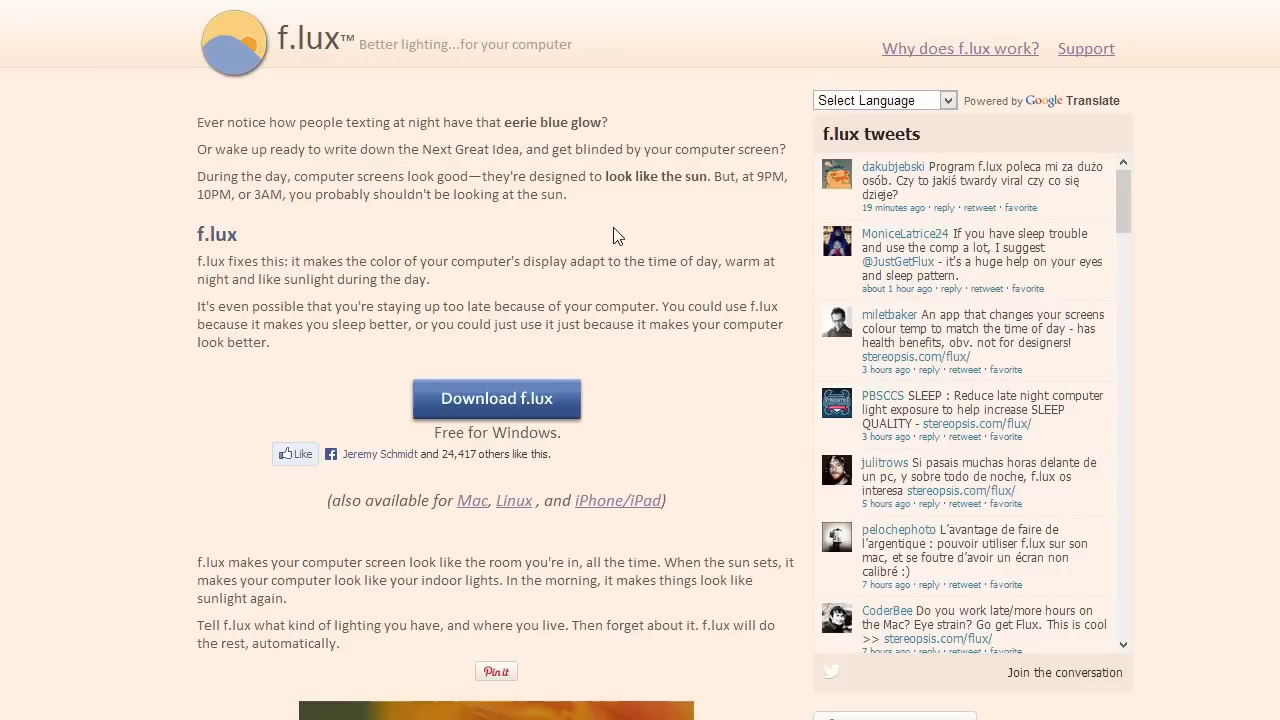 f.lux™ Better lighting...for your computer
Why does f.lux work? Support
Ever notice how people texting at night have that eerie blue glow?
Or wake up ready to write down the Next Great Idea, and get blinded by your computer screen?
During the day, computer screens look good—they're designed to look like the sun. But, at 9PM,
10PM, or 3AM, you probably shouldn't be looking at the sun.
f.lux
f.lux fixes this: it makes the color of your computer's display adapt to the time of day, warm at
night and like sunlight during the day.
It's even possible that you're staying up too late because of your computer. You could use f.lux
because it makes you sleep better, or you could just use it just because it makes your computer
look better.
Download f.lux
Free for Windows.
Like Jeremy Schmidt and 24,417 others like this.
(also available for Mac, Linux , and iPhone/iPad)
f.lux makes your computer screen look like the room you're in, all the time. When the sun sets, it
makes your computer look like your indoor lights. In the morning, it makes things look like
sunlight again.
Tell f.lux what kind of lighting you have, and where you live. Then forget about it. f.lux will do
the rest, automatically.
Pin it
Select Language Powered by Google Translate
f.lux tweets
dakubjebski Program f.lux poleca mi za dużo
osób. Czy to jakiś twardy viral czy co się
dzieje?
19 minutes ago · reply · retweet · favorite
MoniceLatrice24 If you have sleep trouble
and use the comp a lot, I suggest
@JustGetFlux - it's a huge help on your eyes
and sleep pattern.
about 1 hour ago · reply · retweet · favorite
miletbaker An app that changes your screens
colour temp to match the time of day - has
health benefits, obv. not for designers!
stereopsis.com/flux/
3 hours ago · reply · retweet · favorite
PBSCCS SLEEP : Reduce late night computer
light exposure to help increase SLEEP
QUALITY - stereopsis.com/flux/
3 hours ago · reply · retweet · favorite
julitrows Si pasais muchas horas delante de
un pc, y sobre todo de noche, f.lux os
interesa stereopsis.com/flux/
5 hours ago · reply · retweet · favorite
pelochephoto L’avantage de faire de
l’argentique : pouvoir utiliser f.lux sur son
mac, et se foutre d’avoir un écran non
calibré :)
7 hours ago · reply · retweet · favorite
CoderBee Do you work late/more hours on
the Mac? Eye strain? Go get Flux. This is cool
>> stereopsis.com/flux/
7 hours ago · reply · retweet · favorite
Join the conversation